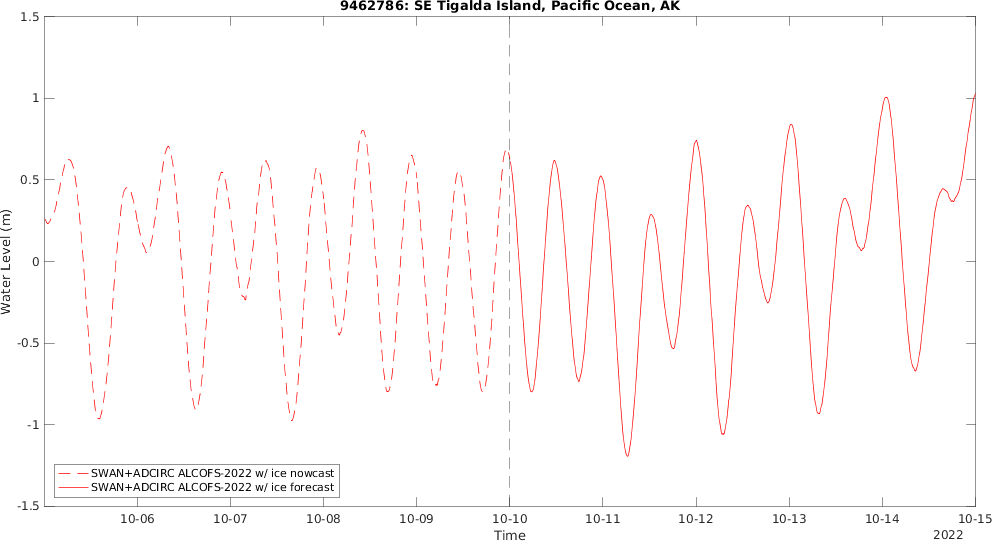 9462786: SE Tigalda Island, Pacific Ocean, AK
1.5
1
0.5
0
-0.5
-1
-1.5
Water Level (m)
SWAN+ADCIRC ALCOFS-2022 w/ ice nowcast
SWAN+ADCIRC ALCOFS-2022 w/ ice forecast
10-06 10-07 10-08 10-09 10-10 10-11 10-12 10-13 10-14 10-15
Time
2022